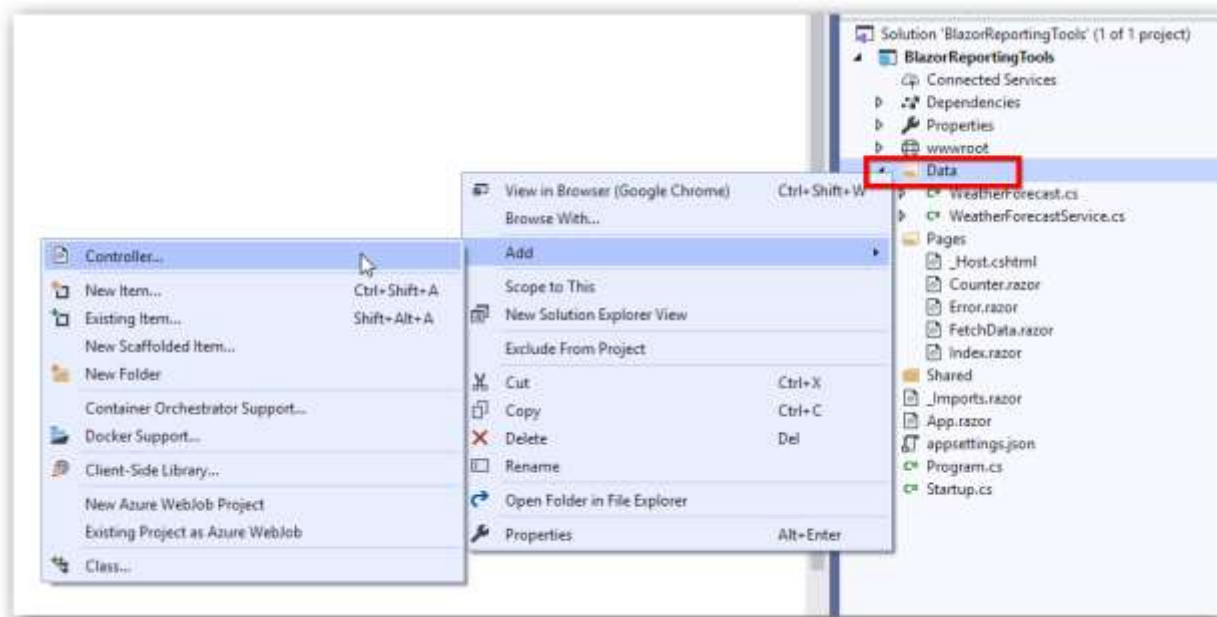 Solution 'BlazorReportingTools' (1 of 1 project)
BlazorReportingTools
Connected Services
Dependencies
Properties
wwwroot
Data
WeatherForecast.cs
WeatherForecastService.cs
Pages
_Host.cshtml
Counter.razor
Error.razor
FetchData.razor
Index.razor
Shared
_Imports.razor
App.razor
appsettings.json
C# Program.cs
C# Startup.cs
View in Browser (Google Chrome) Ctrl+Shift+W
Browse With...
Add
Scope to This
New Solution Explorer View
Exclude From Project
Cut Ctrl+X
Copy Ctrl+C
Delete Del
Rename
Open Folder in File Explorer
Properties Alt+Enter
Controller...
New Item... Ctrl+Shift+A
Existing Item... Shift+Alt+A
New Scaffolded Item...
New Folder
Container Orchestrator Support...
Docker Support...
Client-Side Library...
New Azure WebJob Project
Existing Project as Azure WebJob
Class...